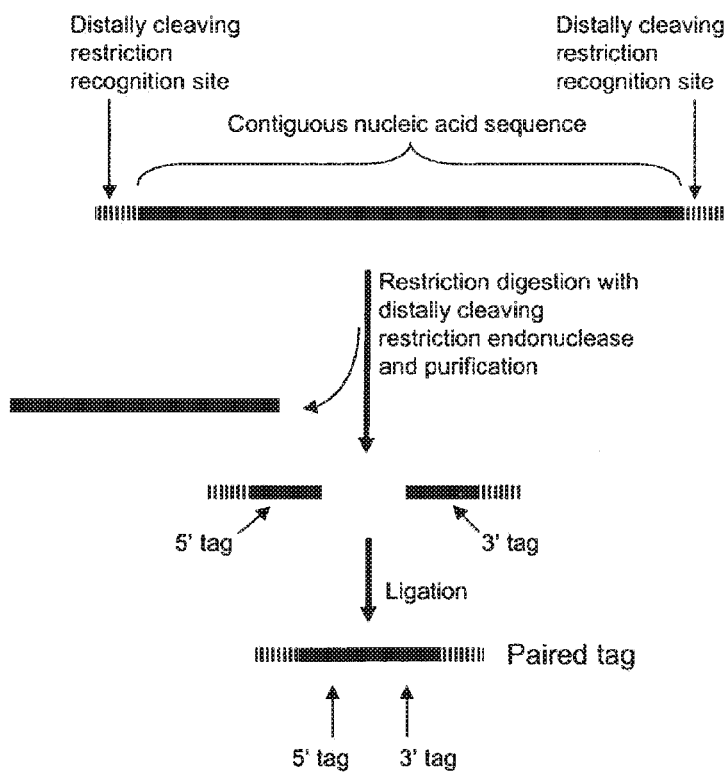 Distally cleaving
restriction
recognition site
Distally cleaving
restriction
recognition site
Contiguous nucleic acid sequence
Restriction digestion with
distally cleaving
restriction endonuclease
and purification
5' tag
3' tag
Ligation
Paired tag
5' tag
3' tag